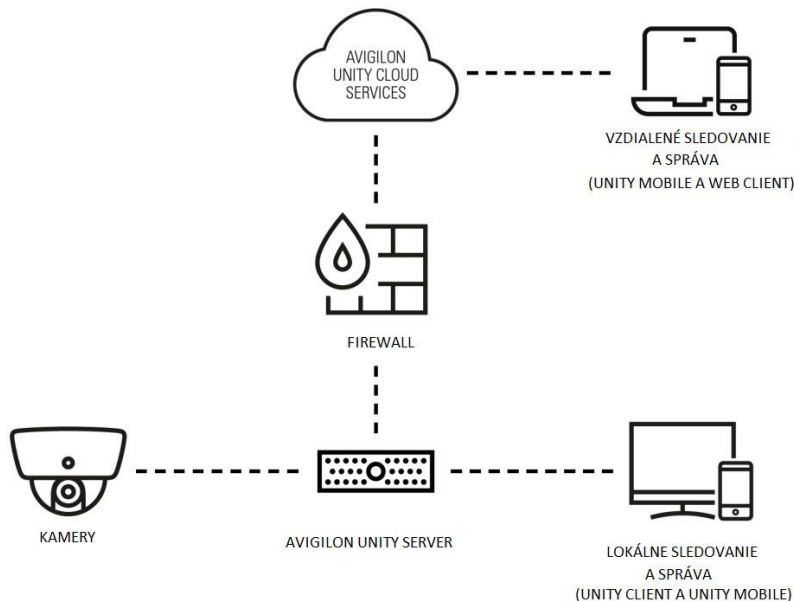 AVIGILON
UNITY CLOUD
SERVICES
VZDIALENÉ SLEDOVANIE
A SPRÁVA
(UNITY MOBILE A WEB CLIENT)
FIREWALL
KAMERY
AVIGILON UNITY SERVER
LOKÁLNE SLEDOVANIE
A SPRÁVA
(UNITY CLIENT A UNITY MOBILE)